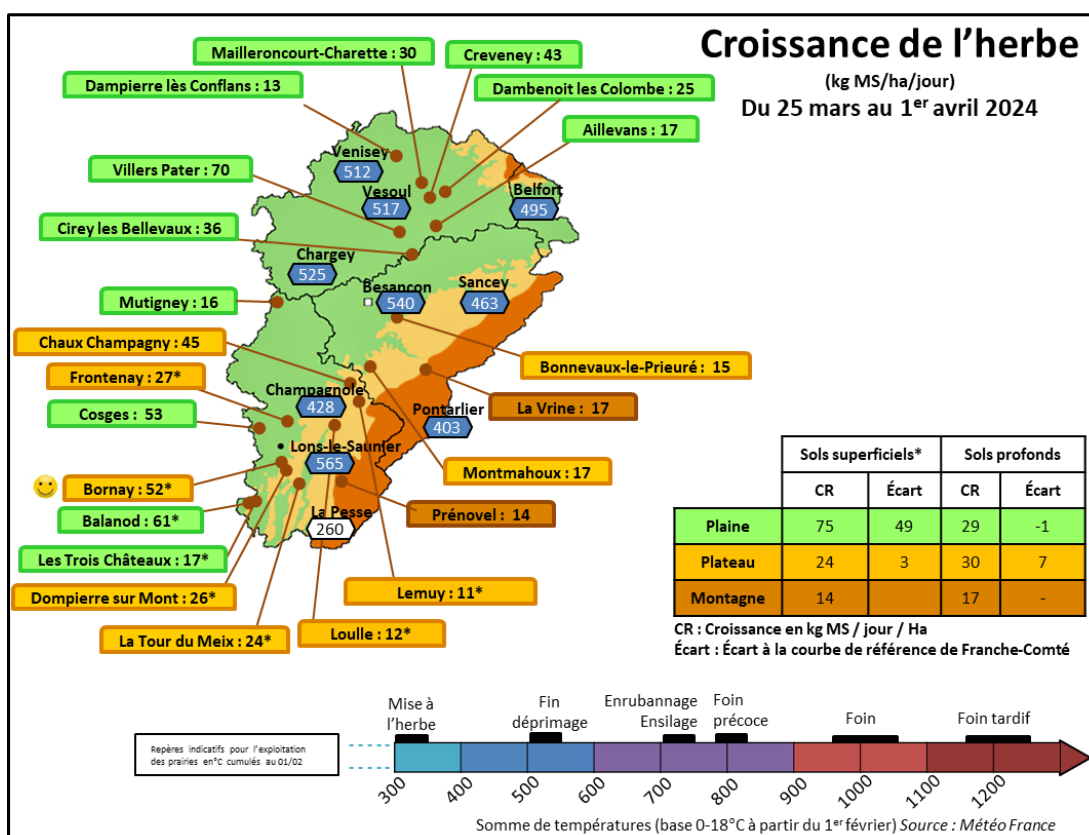 Croissance de l’herbe
(kg MS/ha/jour)
Du 25 mars au 1er avril 2024
Mailleroncourt-Charette : 30
Creveney : 43
Dampierre lès Conflans : 13
Dambenoit les Colombe : 25
Aillevans : 17
Venisey
512
Villers Pater : 70
Vesoul
517
Belfort
495
Cirey les Bellevaux : 36
Chargey
525
Besançon
540
Sancey
463
Mutigney : 16
Chaux Champagny : 45
Bonnevaux-le-Prieuré : 15
Frontenay : 27*
Champagnole
428
La Vrine : 17
Cosges : 53
Pontarlier
403
Lons-le-Saunier
565
Montmahoux : 17
Bornay : 52*
Balanod : 61*
La Pesse
260
Prénovel : 14
Les Trois Châteaux : 17*
Dompierre sur Mont : 26*
Lemuy : 11*
La Tour du Meix : 24*
Loulle : 12*
Sols superficiels* Sols profonds
CR Écart CR Écart
Plaine 75 49 29 -1
Plateau 24 3 30 7
Montagne 14 17 -
CR : Croissance en kg MS / jour / Ha
Écart : Écart à la courbe de référence de Franche-Comté
Mise à
l’herbe
Fin
déprimage
Enrubannage
Ensilage
Foin
précoce
Foin
Foin tardif
Repères indicatifs pour l’exploitation
des prairies en°C cumulés au 01/02
300 400 500 600 700 800 900 1000 1100 1200
Somme de températures (base 0-18°C à partir du 1er février) Source : Météo France